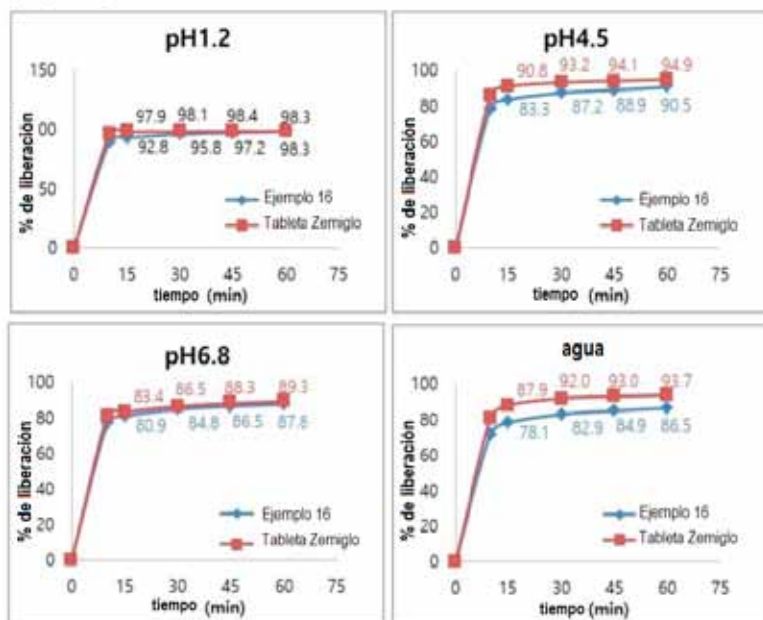 pH1.2
150
00
50
0
97.9 98.1 98.4 98.3
92.8 95.8 97.2 98.3
Ejemplo 16
Tableta Zemiglo
% de liberación
0 15 30 45 60 75
tiempo (min)
pH4.5
100
80
60
40
20
0
90.8 93.2 94.1 94.9
83.3 87.2 88.9 90.5
Ejemplo 16
Tableta Zemiglo
% de liberación
0 15 30 45 60 75
tiempo (min)
pH6.8
100
80
60
40
20
0
83.4 86.5 88.3 89.3
80.9 84.8 86.5 87.8
Ejemplo 16
Tableta Zemiglo
% de liberación
0 15 30 45 60 75
tiempo (min)
agua
100
80
60
40
20
0
87.9 92.0 93.0 93.7
78.1 82.9 84.9 86.5
Ejemplo 16
Tableta Zemiglo
% de liberación
0 15 30 45 60 75
tiempo (min)